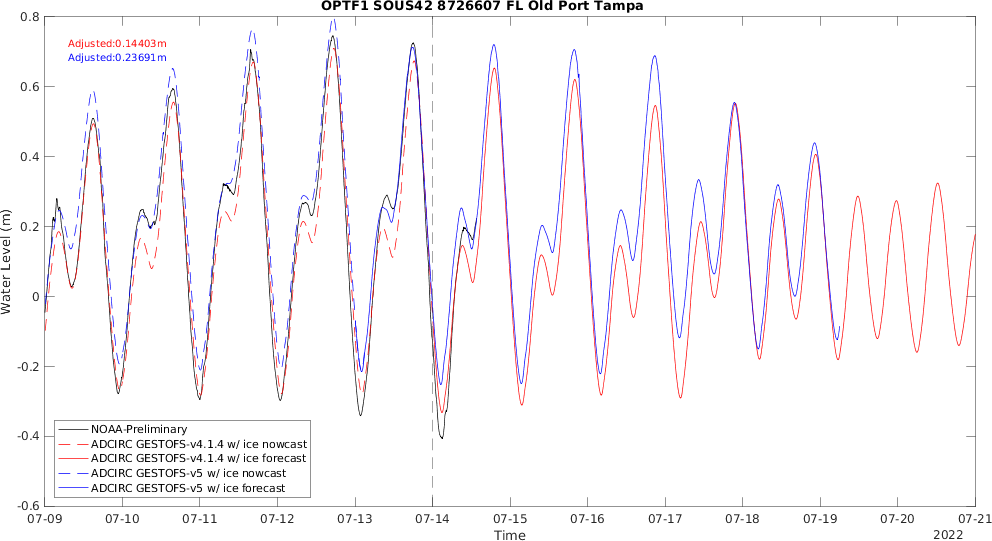 OPTF1 SOUS42 8726607 FL Old Port Tampa
0.8
Adjusted:0.14403m
Adjusted:0.23691m
0.6
0.4
0.2
0
-0.2
-0.4
-0.6
Water Level (m)
NOAA-Preliminary
ADCIRC GESTOFS-v4.1.4 w/ ice nowcast
ADCIRC GESTOFS-v4.1.4 w/ ice forecast
ADCIRC GESTOFS-v5 w/ ice nowcast
ADCIRC GESTOFS-v5 w/ ice forecast
07-09 07-10 07-11 07-12 07-13 07-14 07-15 07-16 07-17 07-18 07-19 07-20 07-21
Time
2022